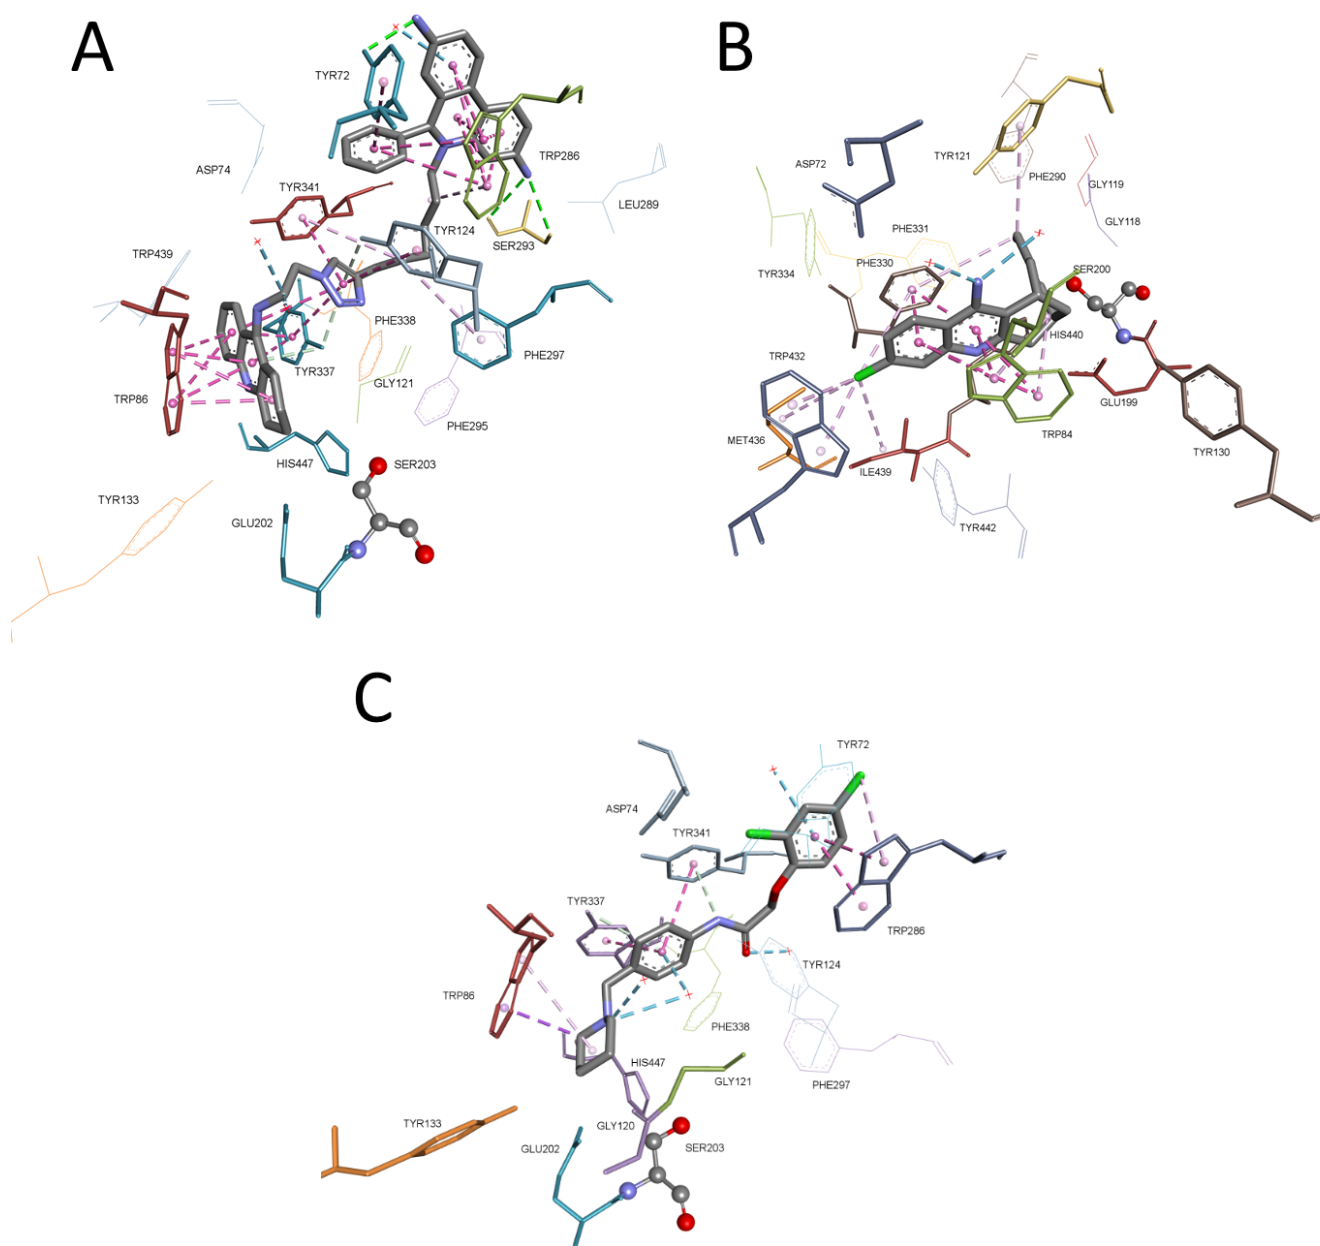 A
TYR72
ASP74
TRP286
TYR341
LEU289
TYR124
SER293
TRP439
PHE338
PHE297
TYR337
GLY121
TRP86
PHE295
HIS447
SER203
TYR133
GLU202
B
ASP72
TYR121
PHE290
GLY119
GLY118
PHE331
PHE330
TYR334
SER200
HIS440
TRP432
GLU199
TRP84
MET436
TYR130
ILE439
TYR442
C
TYR72
ASP74
TYR341
TYR337
TRP286
TYR124
TRP86
PHE338
HIS447
GLY121
PHE297
TYR133
GLY120
GLU202
SER203